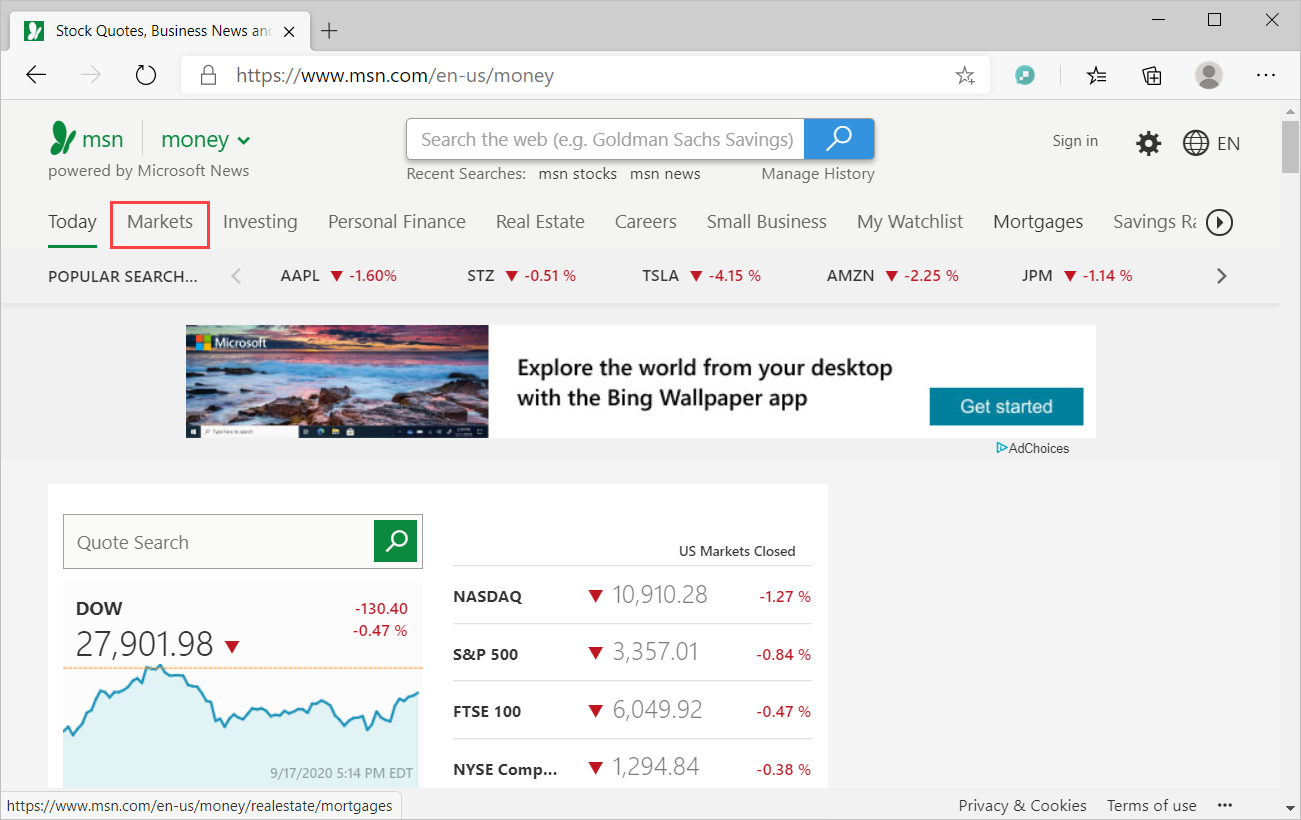 Stock Quotes, Business News an
https://www.msn.com/en-us/money
msn money
powered by Microsoft News
Search the web (e.g. Goldman Sachs Savings)
Recent Searches: msn stocks msn news Manage History
Sign in EN
Today Markets Investing Personal Finance Real Estate Careers Small Business My Watchlist Mortgages Savings Ra
POPULAR SEARCH... AAPL ▼ -1.60% STZ ▼ -0.51 % TSLA ▼ -4.15 % AMZN ▼ -2.25 % JPM ▼ -1.14 %
Microsoft
Explore the world from your desktop
with the Bing Wallpaper app
Get started
Type here to search
AdChoices
Quote Search
US Markets Closed
DOW -130.40
27,901.98 ▼ -0.47 %
9/17/2020 5:14 PM EDT
NASDAQ ▼ 10,910.28 -1.27 %
S&P 500 ▼ 3,357.01 -0.84 %
FTSE 100 ▼ 6,049.92 -0.47 %
NYSE Comp... ▼ 1,294.84 -0.38 %
https://www.msn.com/en-us/money/realestate/mortgages
Privacy & Cookies Terms of use ...